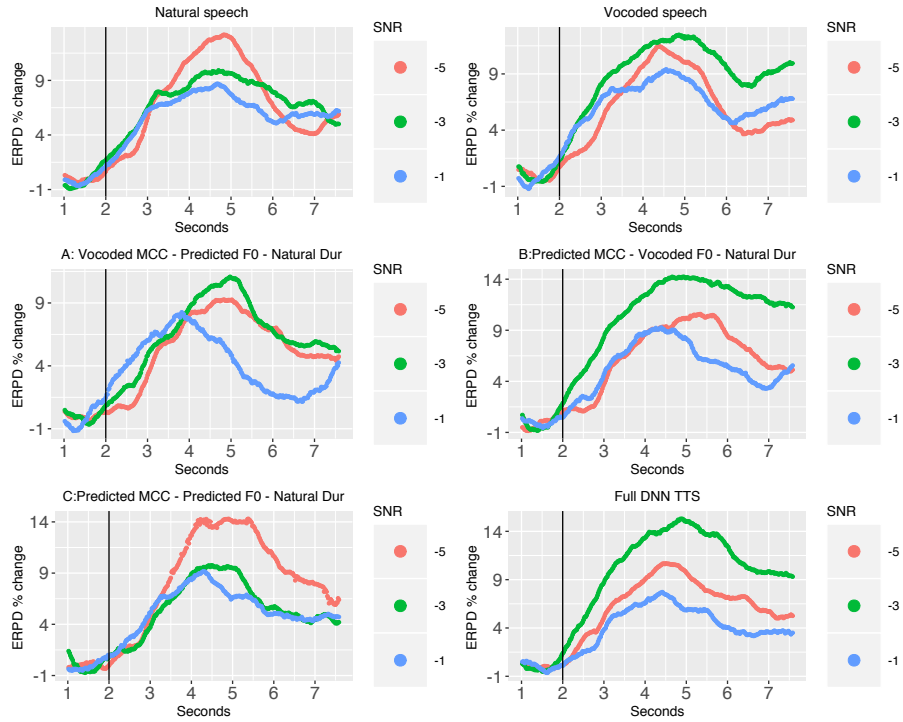 Natural speech
SNR
ERPD % change
9
4
-1
1 2 3 4 5 6 7
Seconds
-5
-3
-1
Vocoded speech
SNR
ERPD % change
9
4
-1
1 2 3 4 5 6 7
Seconds
-5
-3
-1
A: Vocoded MCC - Predicted F0 - Natural Dur
SNR
ERPD % change
9
4
-1
1 2 3 4 5 6 7
Seconds
-5
-3
-1
B:Predicted MCC - Vocoded F0 - Natural Dur
SNR
ERPD % change
14
9
4
-1
1 2 3 4 5 6 7
Seconds
-5
-3
-1
C:Predicted MCC - Predicted F0 - Natural Dur
SNR
ERPD % change
14
9
4
-1
1 2 3 4 5 6 7
Seconds
-5
-3
-1
Full DNN TTS
SNR
ERPD % change
14
9
4
-1
1 2 3 4 5 6 7
Seconds
-5
-3
-1